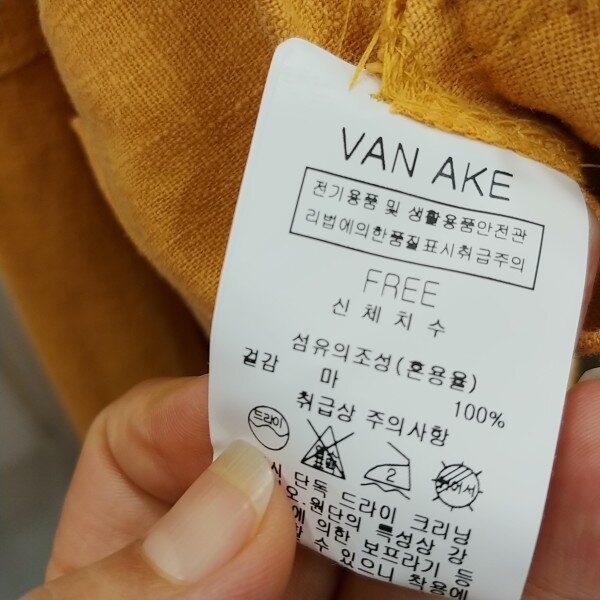 VAN AKE
전기용품 및 생활용품안전관
리법에의한품질표시취급주의
FREE
신체치수
섬유의조성(혼용율)
겉감 마 100%
취급상 주의사항
드라이 2
단독 드라이 크리닝
오.원단의 특성상 강
에 의한 보프라기 등
수 있으니 착용에